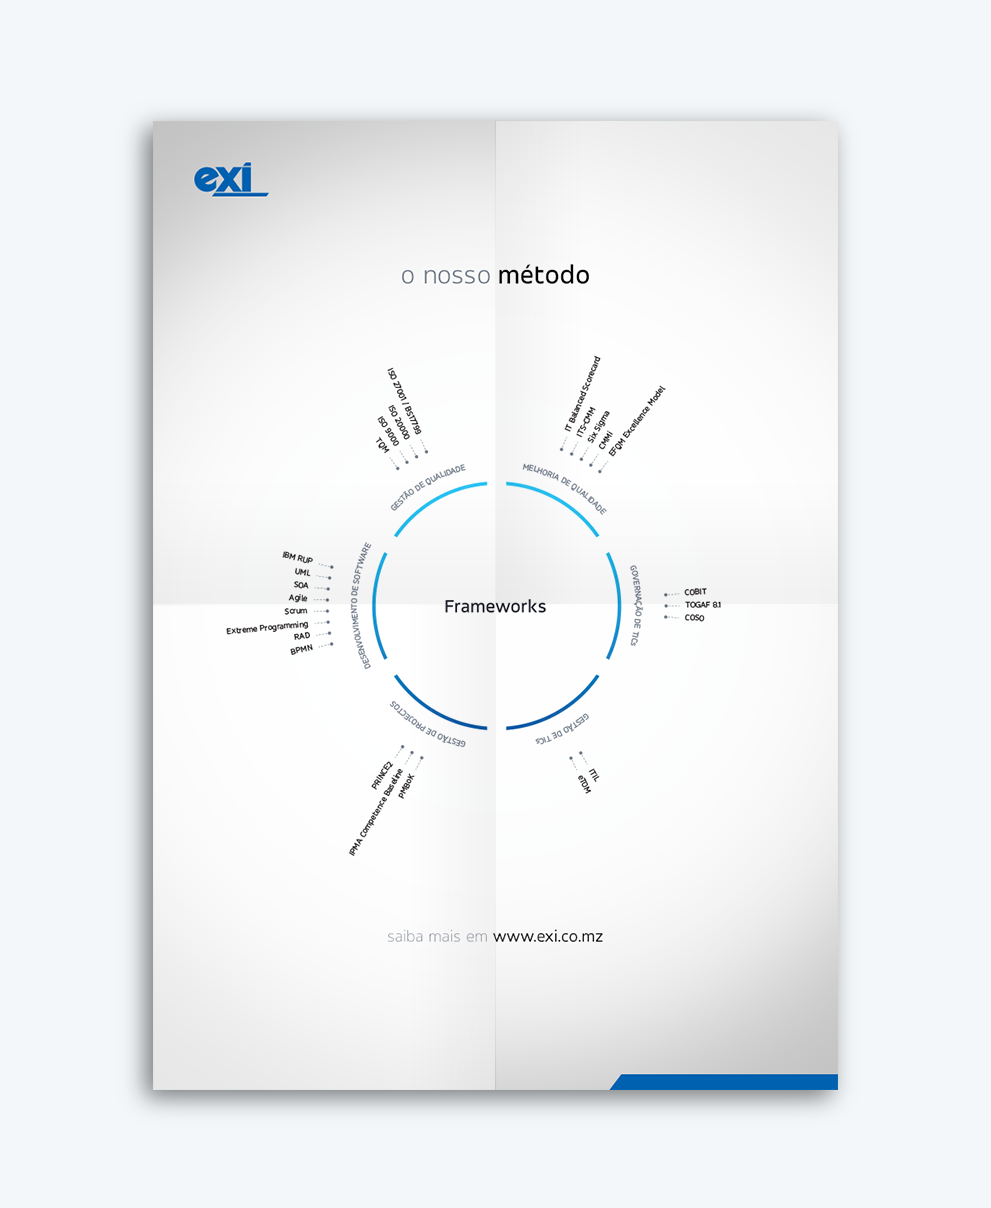 exi
o nosso método
ISO 27001 / BS17799
ISO 20000
ISO 9000
TQM
GESTÃO DE QUALIDADE
IT Balanced Scorecard
ITS-CMM
Six Sigma
CMMi
EFQM Excellence Model
MELHORIA DE QUALIDADE
IBM RUP
UML
SOA
Agile
Scrum
Extreme Programming
RAD
BPMN
DESENVOLVIMENTO DE SOFTWARE
Frameworks
GOVERNAÇÃO DE TICs
COBIT
TOGAF 8.1
COSO
GESTÃO DE PROJECTOS
PRINCE2
IPMA Competence Baseline
PMBoK
GESTÃO DE TICs
ITIL
eTOM
saiba mais em www.exi.co.mz